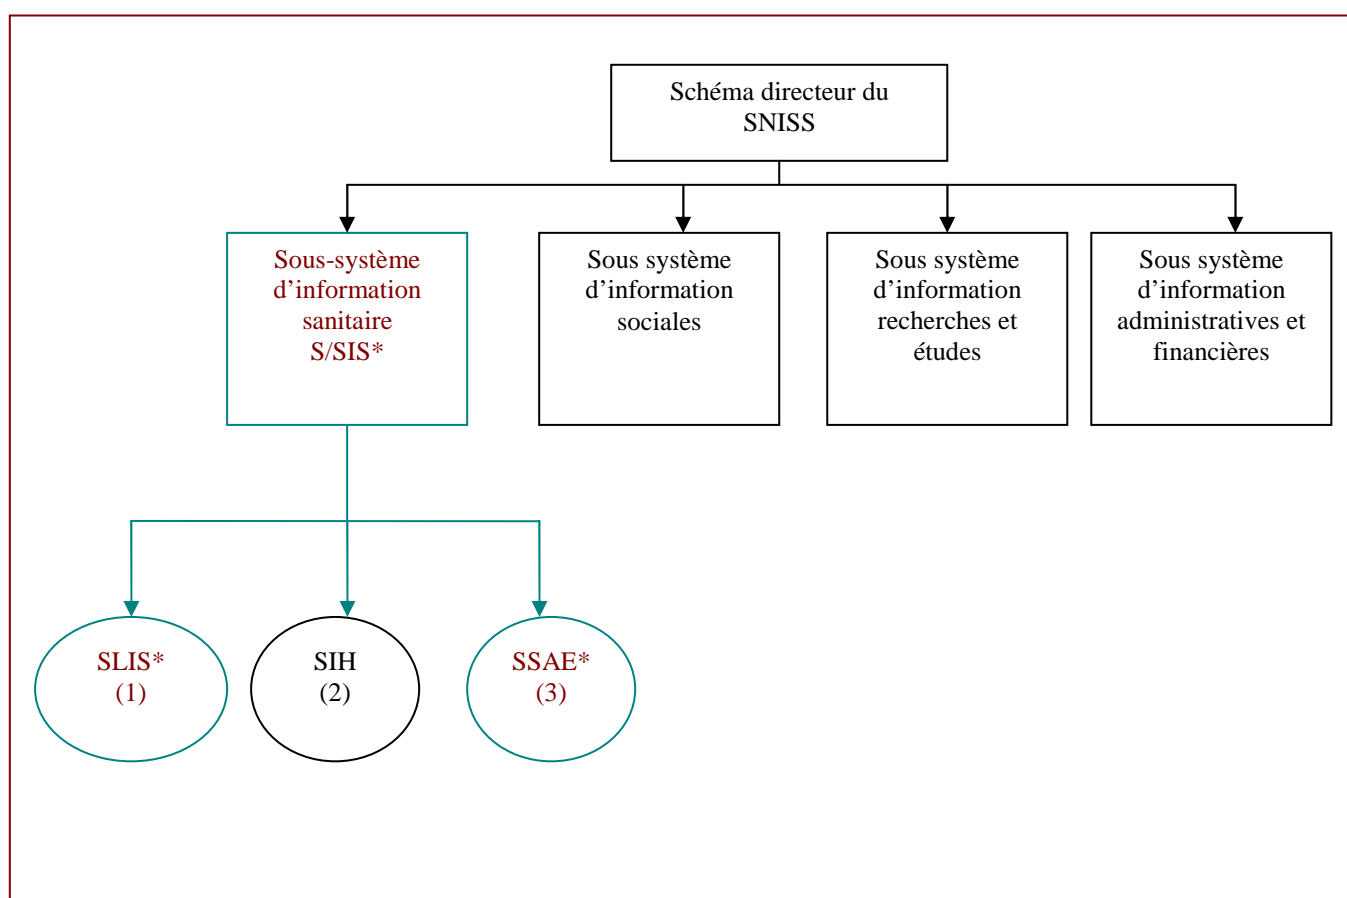 Schéma directeur du
SNISS
Sous-système
d’information
sanitaire
S/SIS*
Sous système
d’information
sociales
Sous système
d’information
recherches et
études
Sous système
d’information
administratives et
financières
SLIS*
(1)
SIH
(2)
SSAE*
(3)